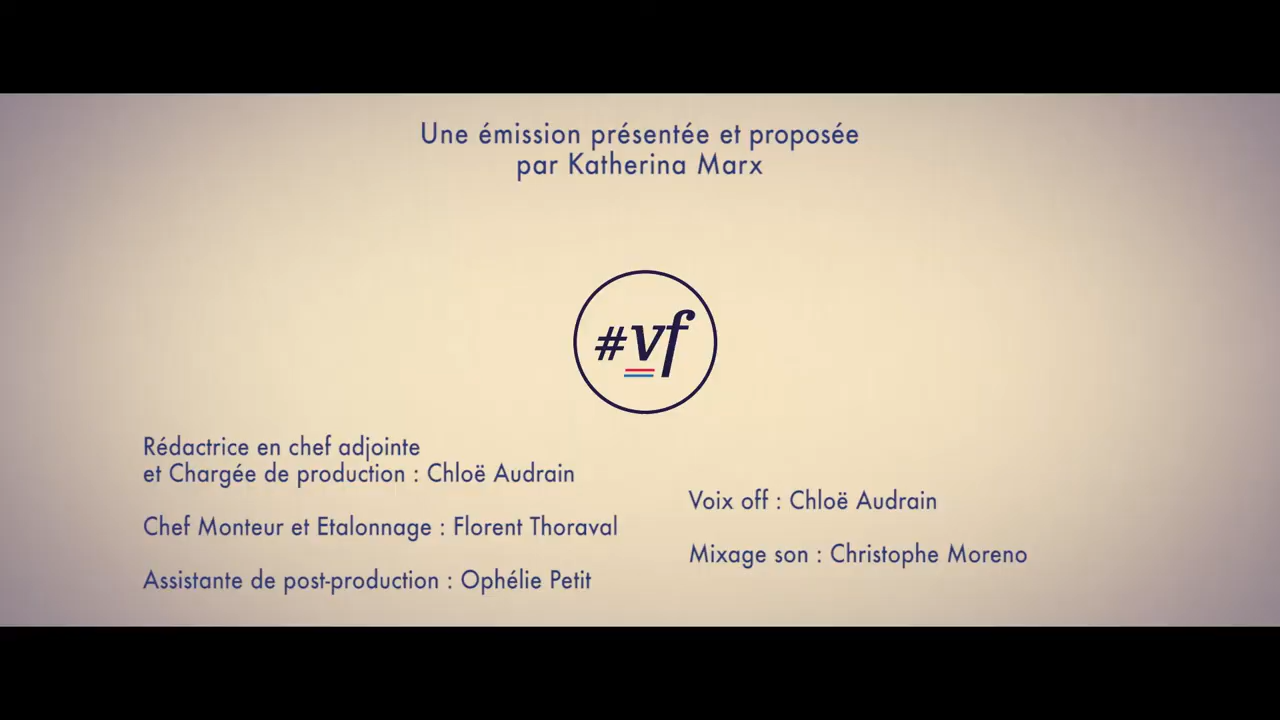 Une émission présentée et proposée
par Katherina Marx
#vf
Rédactrice en chef adjointe
et Chargée de production : Chloë Audrain
Chef Monteur et Etalonnage : Florent Thoraval
Assistante de post-production : Ophélie Petit
Voix off : Chloë Audrain
Mixage son : Christophe Moreno